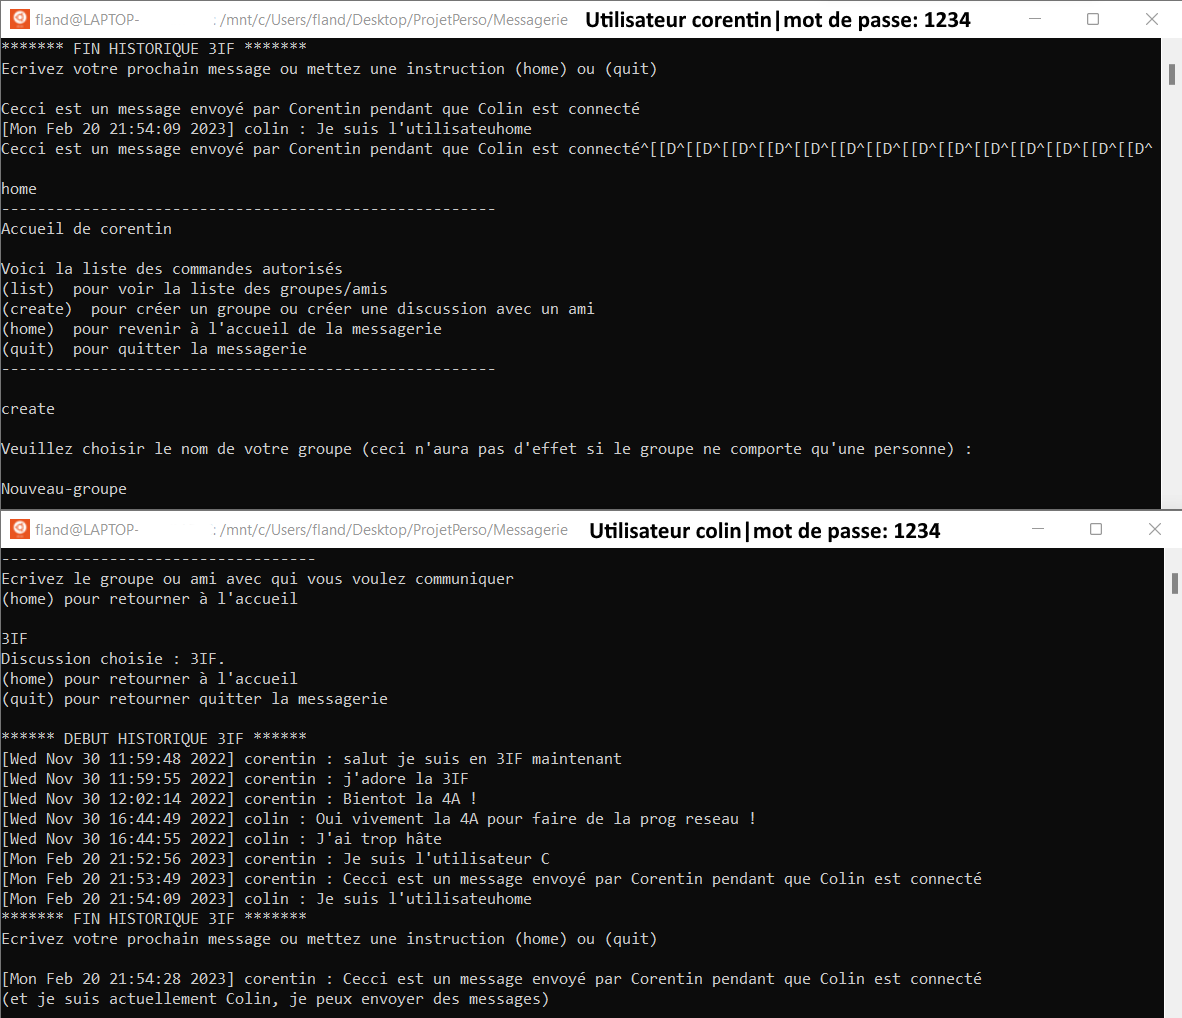 fland@LAPTOP- : /mnt/c/Users/fland/Desktop/ProjetPerso/Messagerie Utilisateur corentin|mot de passe: 1234
******* FIN HISTORIQUE 3IF *******
Ecrivez votre prochain message ou mettez une instruction (home) ou (quit)
Cecci est un message envoyé par Corentin pendant que Colin est connecté
[Mon Feb 20 21:54:09 2023] colin : Je suis l'utilisateuhome
Cecci est un message envoyé par Corentin pendant que Colin est connecté^[[D^[[D^[[D^[[D^[[D^[[D^[[D^[[D^[[D^[[D^[[D^[[D^[[D^[[D^
home
-------------------------------------------------------
Accueil de corentin
Voici la liste des commandes autorisés
(list)  pour voir la liste des groupes/amis
(create)  pour créer un groupe ou créer une discussion avec un ami
(home)  pour revenir à l'accueil de la messagerie
(quit)  pour quitter la messagerie
-------------------------------------------------------
create
Veuillez choisir le nom de votre groupe (ceci n'aura pas d'effet si le groupe ne comporte qu'une personne) :
Nouveau-groupe
fland@LAPTOP- : /mnt/c/Users/fland/Desktop/ProjetPerso/Messagerie Utilisateur colin|mot de passe: 1234
-----------------------------------
Ecrivez le groupe ou ami avec qui vous voulez communiquer
(home) pour retourner à l'accueil
3IF
Discussion choisie : 3IF.
(home) pour retourner à l'accueil
(quit) pour retourner quitter la messagerie
****** DEBUT HISTORIQUE 3IF ******
[Wed Nov 30 11:59:48 2022] corentin : salut je suis en 3IF maintenant
[Wed Nov 30 11:59:55 2022] corentin : j'adore la 3IF
[Wed Nov 30 12:02:14 2022] corentin : Bientot la 4A !
[Wed Nov 30 16:44:49 2022] colin : Oui vivement la 4A pour faire de la prog reseau !
[Wed Nov 30 16:44:55 2022] colin : J'ai trop hâte
[Mon Feb 20 21:52:56 2023] corentin : Je suis l'utilisateur C
[Mon Feb 20 21:53:49 2023] corentin : Cecci est un message envoyé par Corentin pendant que Colin est connecté
[Mon Feb 20 21:54:09 2023] colin : Je suis l'utilisateuhome
******* FIN HISTORIQUE 3IF *******
Ecrivez votre prochain message ou mettez une instruction (home) ou (quit)
[Mon Feb 20 21:54:28 2023] corentin : Cecci est un message envoyé par Corentin pendant que Colin est connecté
(et je suis actuellement Colin, je peux envoyer des messages)